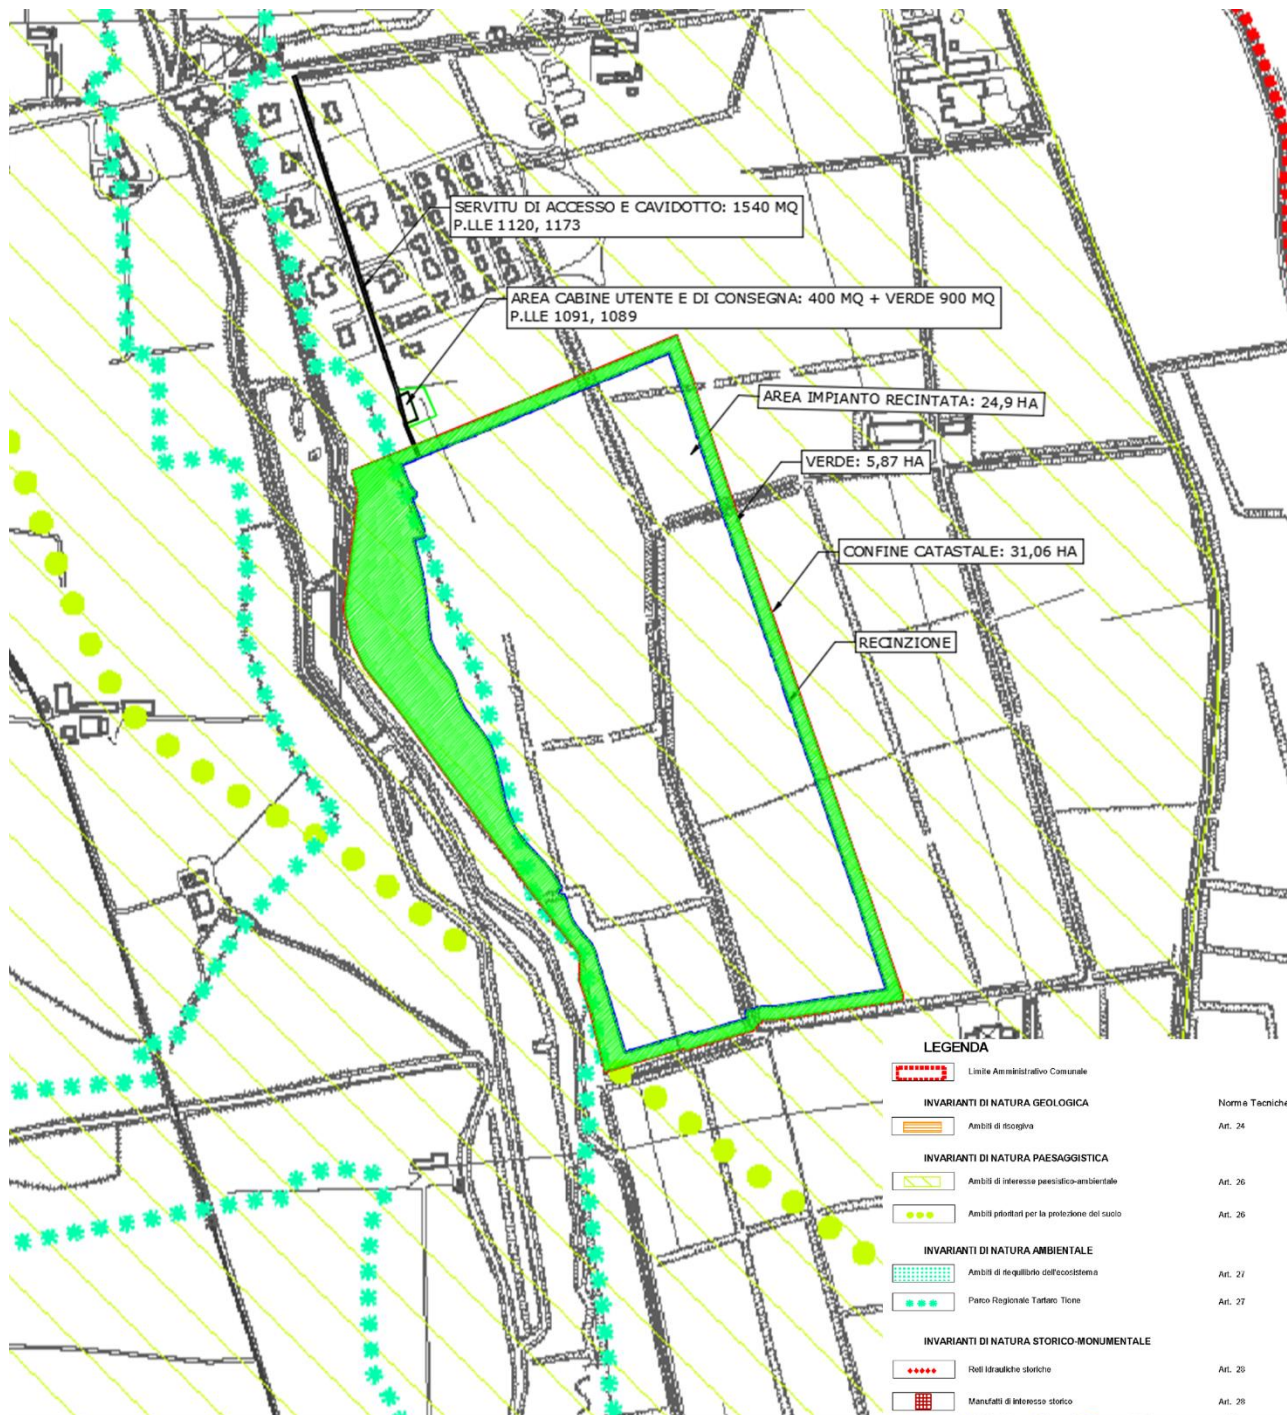 SERVITU DI ACCESSO E CAVIDOTTO: 1540 MQ
P.LLE 1120, 1173
AREA CABINE UTENTE E DI CONSEGNA: 400 MQ + VERDE 900 MQ
P.LLE 1091, 1089
AREA IMPIANTO RECINTATA: 24,9 HA
VERDE: 5,87 HA
CONFINE CATASTALE: 31,06 HA
RECINZIONE
LEGENDA
Limite Amministrativo Comunale
INVARIANTI DI NATURA GEOLOGICA Norme Tecniche
Ambiti di risorgiva Art. 24
INVARIANTI DI NATURA PAESAGGISTICA
Ambiti di interesse paesistico-ambientale Art. 26
Ambiti prioritari per la protezione del suolo Art. 26
INVARIANTI DI NATURA AMBIENTALE
Ambiti di riequilibrio dell'ecosistema Art. 27
Parco Regionale Tartaro Tione Art. 27
INVARIANTI DI NATURA STORICO-MONUMENTALE
Reti idrauliche storiche Art. 28
Manufatti di interesse storico Art. 28